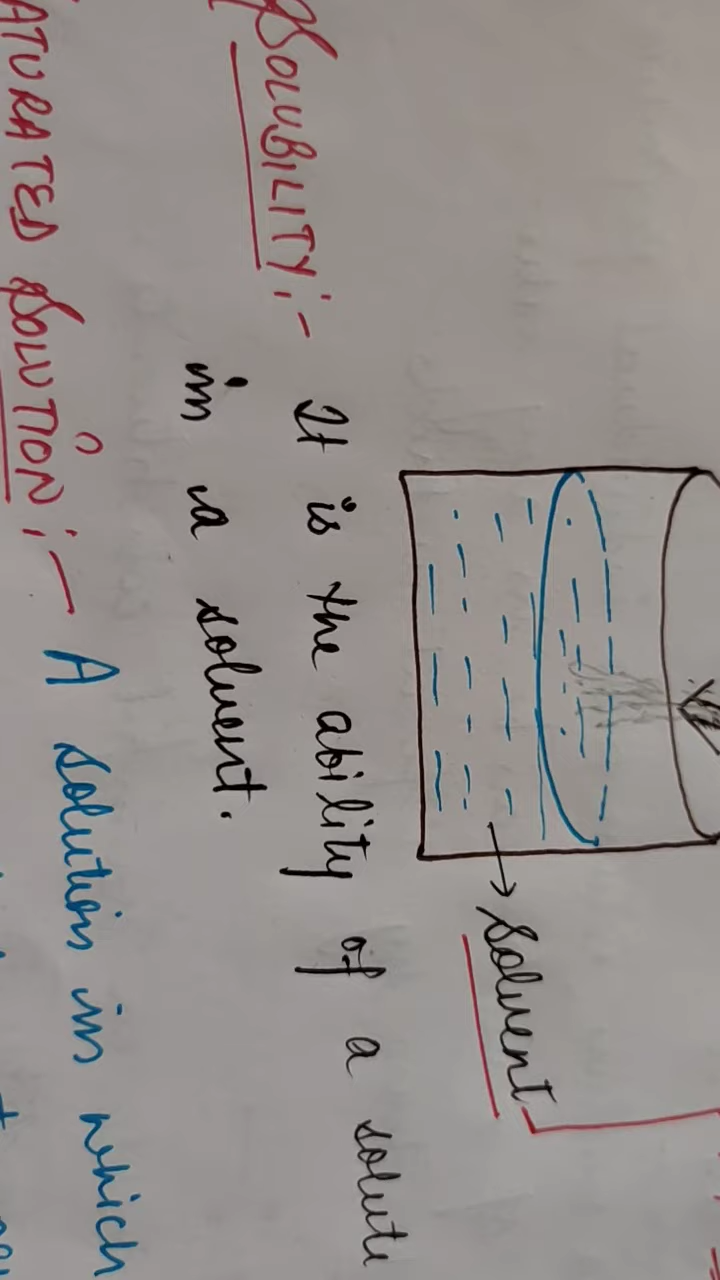 Solvent
SOLUBILITY :- It is the ability of a solute
in a solvent.
ATURATED SOLUTION :- A solution in which